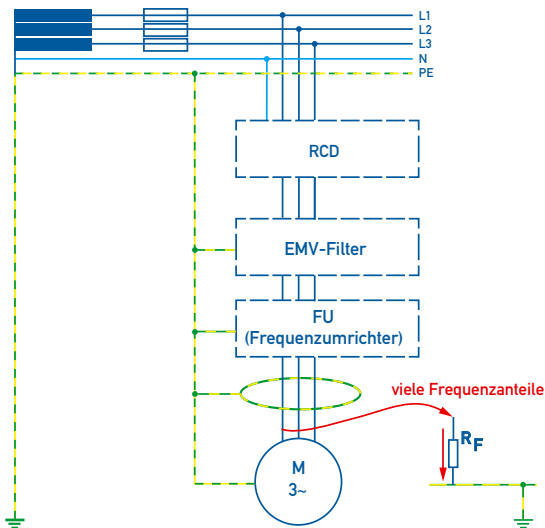 L1
L2
L3
N
PE
RCD
EMV-Filter
FU
(Frequenzumrichter)
viele Frequenzanteile
RF
M
3~